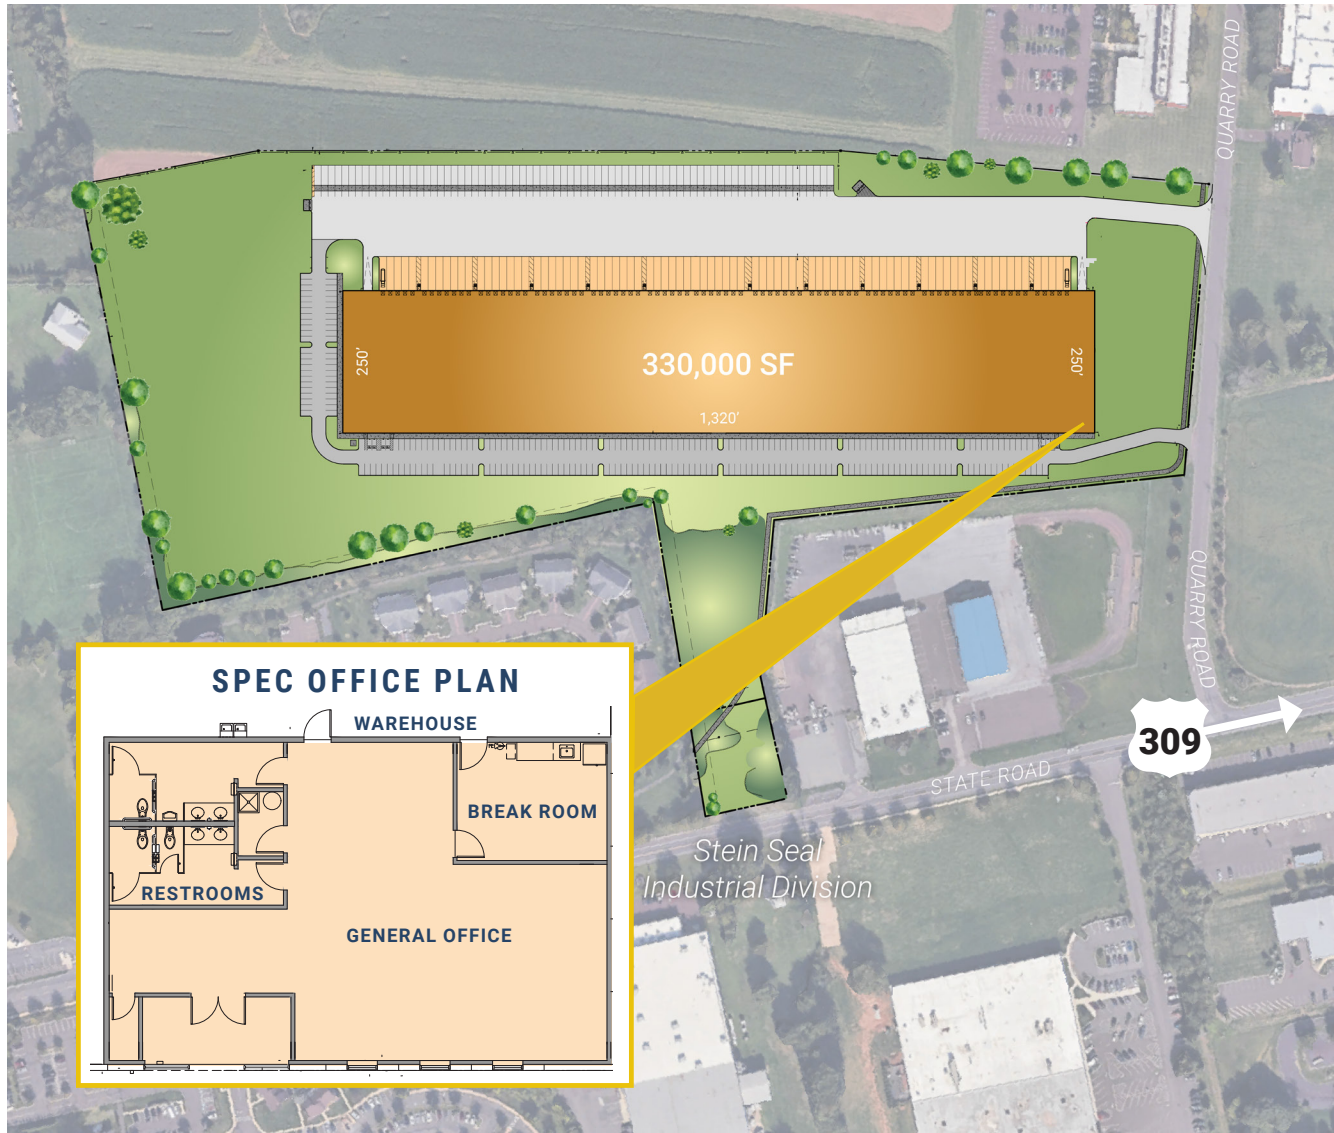 QUARRY ROAD
330,000 SF
250'
250'
1,320'
QUARRY ROAD
309
STATE ROAD
Stein Seal
Industrial Division
SPEC OFFICE PLAN
WAREHOUSE
BREAK ROOM
RESTROOMS
GENERAL OFFICE